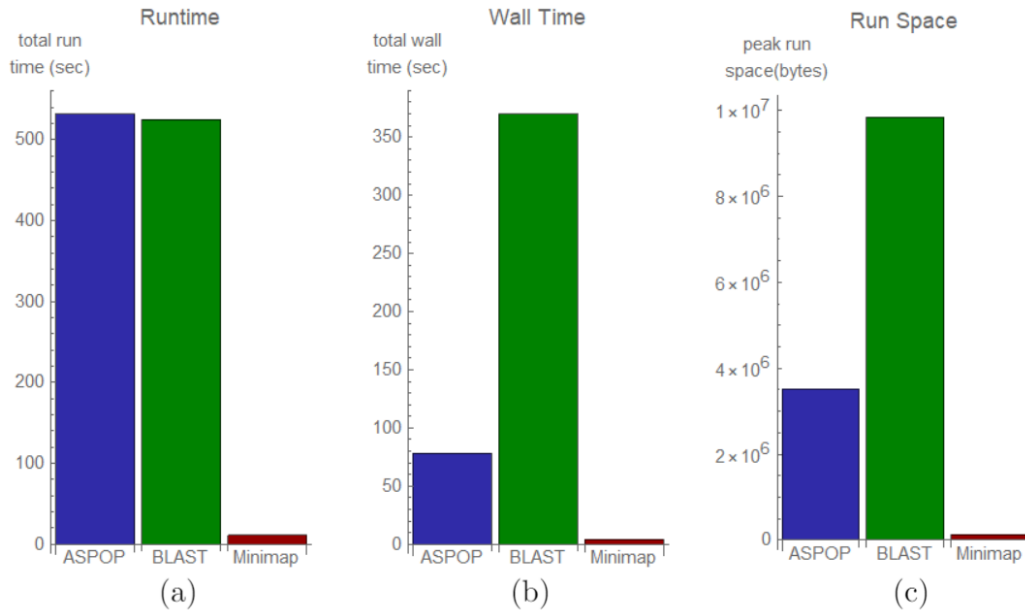 Runtime
total run
time (sec)
500
400
300
200
100
0
ASPOP BLAST Minimap
(a)
Wall Time
total wall
time (sec)
350
300
250
200
150
100
50
0
ASPOP BLAST Minimap
(b)
Run Space
peak run
space(bytes)
1 × 10⁷
8 × 10⁶
6 × 10⁶
4 × 10⁶
2 × 10⁶
0
ASPOP BLAST Minimap
(c)